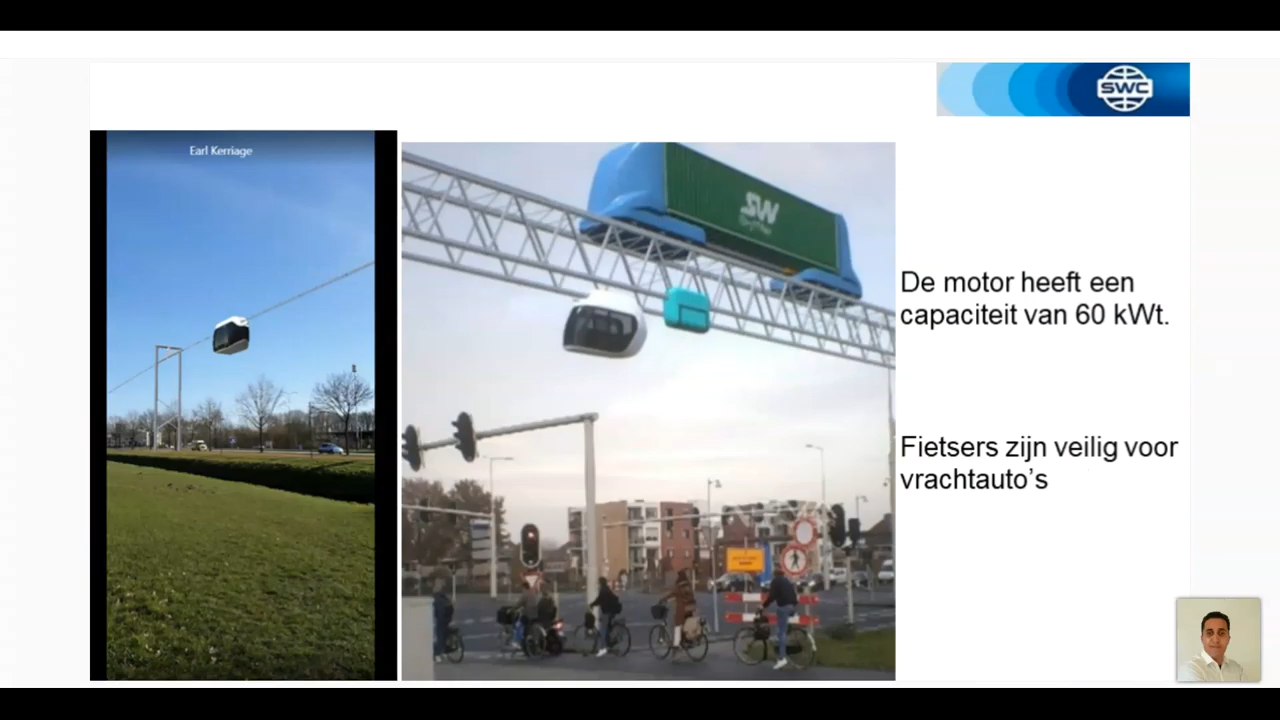 SWC
Earl Kerriage
SW
De motor heeft een
capaciteit van 60 kWt.
Fietsers zijn veilig voor
vrachtauto’s